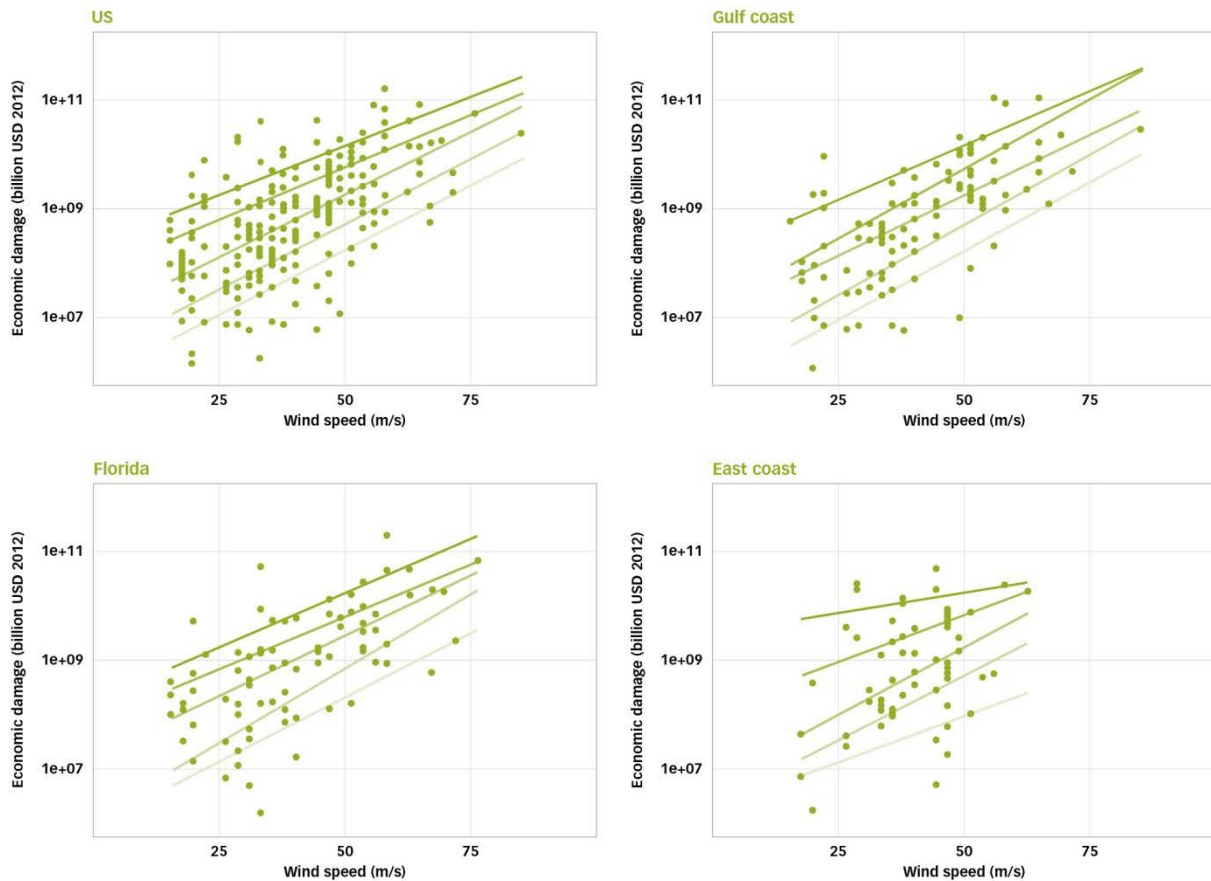 US
Economic damage (billion USD 2012)
1e+11
1e+09
1e+07
25 50 75
Wind speed (m/s)
Gulf coast
Economic damage (billion USD 2012)
1e+11
1e+09
1e+07
25 50 75
Wind speed (m/s)
Florida
Economic damage (billion USD 2012)
1e+11
1e+09
1e+07
25 50 75
Wind speed (m/s)
East coast
Economic damage (billion USD 2012)
1e+11
1e+09
1e+07
25 50 75
Wind speed (m/s)